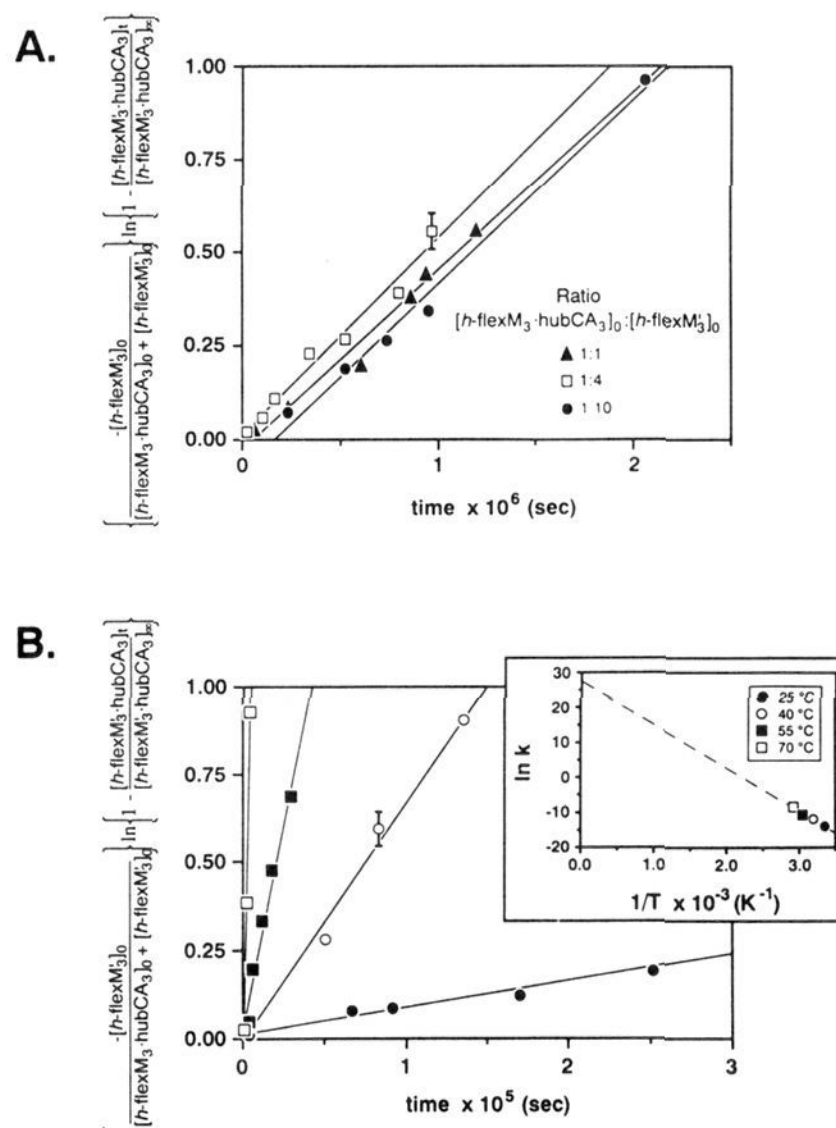 A.
-[h-flexM'₃]₀
[h-flexM₃·hubCA₃]₀ + [h-flexM'₃]₀
ln
1 -
[h-flexM'₃·hubCA₃]t
[h-flexM'₃·hubCA₃]∞
1.00
0.75
0.50
0.25
0.00
Ratio
[h-flexM₃·hubCA₃]₀:[h-flexM'₃]₀
▲ 1:1
□ 1:4
● 1 10
0 1 2
time x 10⁶ (sec)
B.
-[h-flexM'₃]₀
[h-flexM₃·hubCA₃]₀ + [h-flexM'₃]₀
ln
1 -
[h-flexM'₃·hubCA₃]t
[h-flexM'₃·hubCA₃]∞
1.00
0.75
0.50
0.25
0.00
ln k
30
20
10
0
-10
-20
● 25 °C
○ 40 °C
■ 55 °C
□ 70 °C
0.0 1.0 2.0 3.0
1/T x 10⁻³ (K⁻¹)
0 1 2 3
time x 10⁵ (sec)